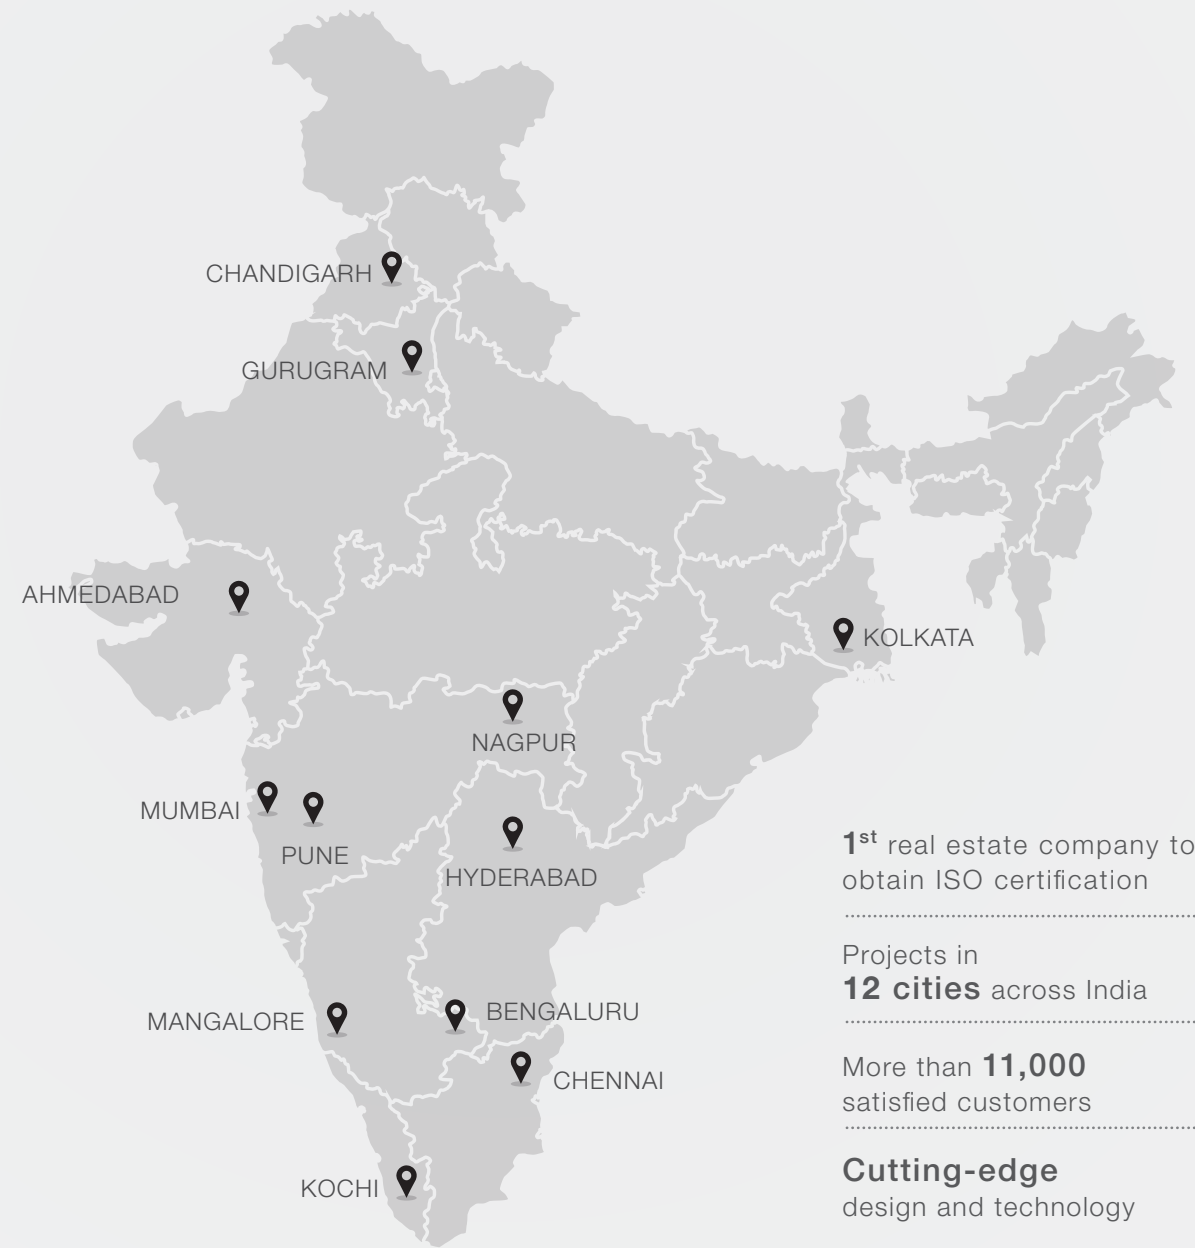 CHANDIGARH
GURUGRAM
AHMEDABAD
KOLKATA
NAGPUR
MUMBAI
PUNE
HYDERABAD
MANGALORE
BENGALURU
CHENNAI
KOCHI
1st real estate company to
obtain ISO certification
Projects in
12 cities across India
More than 11,000
satisfied customers
Cutting-edge
design and technology